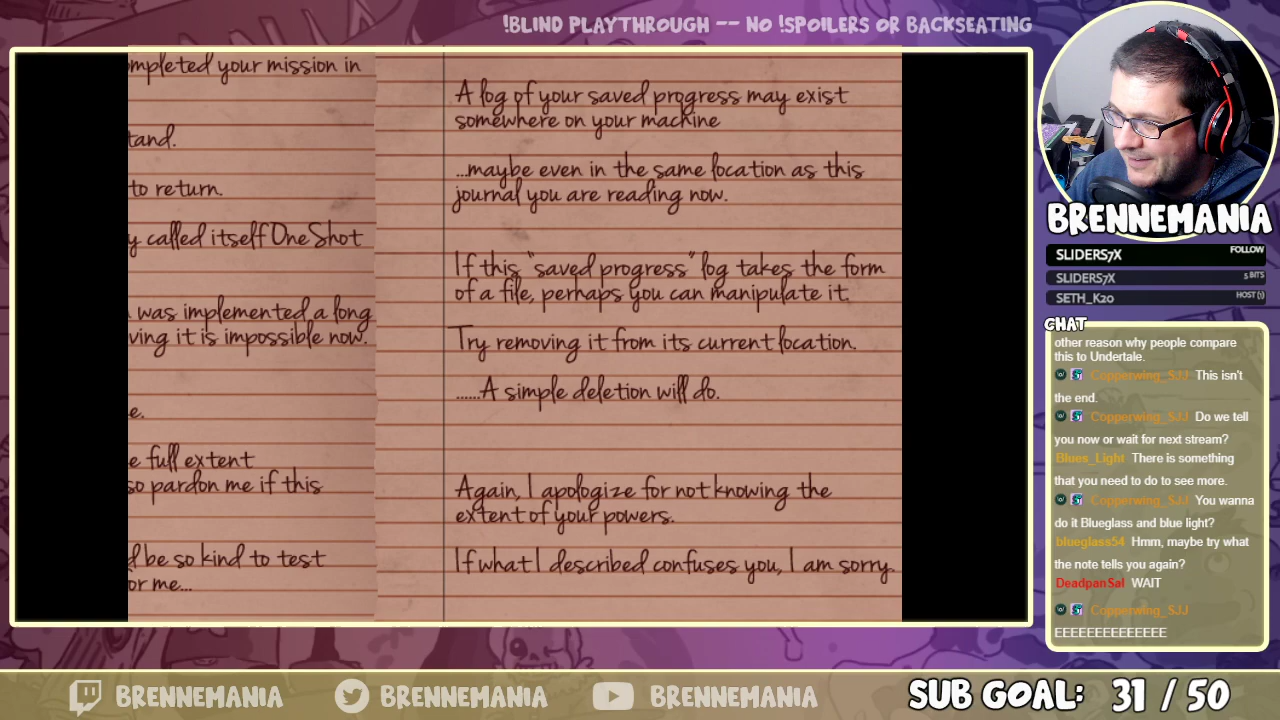 !BLIND PLAYTHROUGH -- NO !SPOILERS OR BACKSEATING
ompleted your mission in
tand.
to return.
y called itself OneShot
was implemented a long
ving it is impossible now.
e.
e full extent
so pardon me if this
d be so kind to test
or me...
A log of your saved progress may exist
somewhere on your machine
...maybe even in the same location as this
journal you are reading now.
If this "saved progress" log takes the form
of a file, perhaps you can manipulate it.
Try removing it from its current location.
......A simple deletion will do.
Again, I apologize for not knowing the
extent of your powers.
If what I described confuses you, I am sorry.
BRENNEMANIA
SLIDERS7X FOLLOW
SLIDERS7X 5 BITS
SETH_K20 HOST (1)
CHAT
other reason why people compare
this to Undertale.
Copperwing_SJJ This isn't
the end.
Copperwing_SJJ Do we tell
you now or wait for next stream?
Blues_Light There is something
that you need to do to see more.
Copperwing_SJJ You wanna
do it Blueglass and blue light?
blueglass54 Hmm, maybe try what
the note tells you again?
DeadpanSal WAIT
Copperwing_SJJ
EEEEEEEEEEEEEE
BRENNEMANIA
BRENNEMANIA
BRENNEMANIA
SUB GOAL: 31 / 50